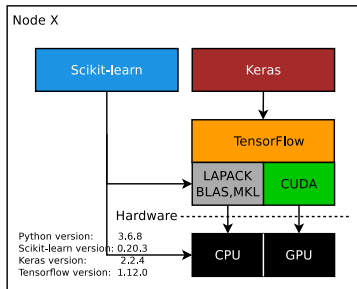 Node X
Scikit-learn
Keras
TensorFlow
LAPACK
BLAS,MKL
CUDA
Hardware
Python version: 3.6.8
Scikit-learn version: 0.20.3
Keras version: 2.2.4
Tensorflow version: 1.12.0
CPU
GPU